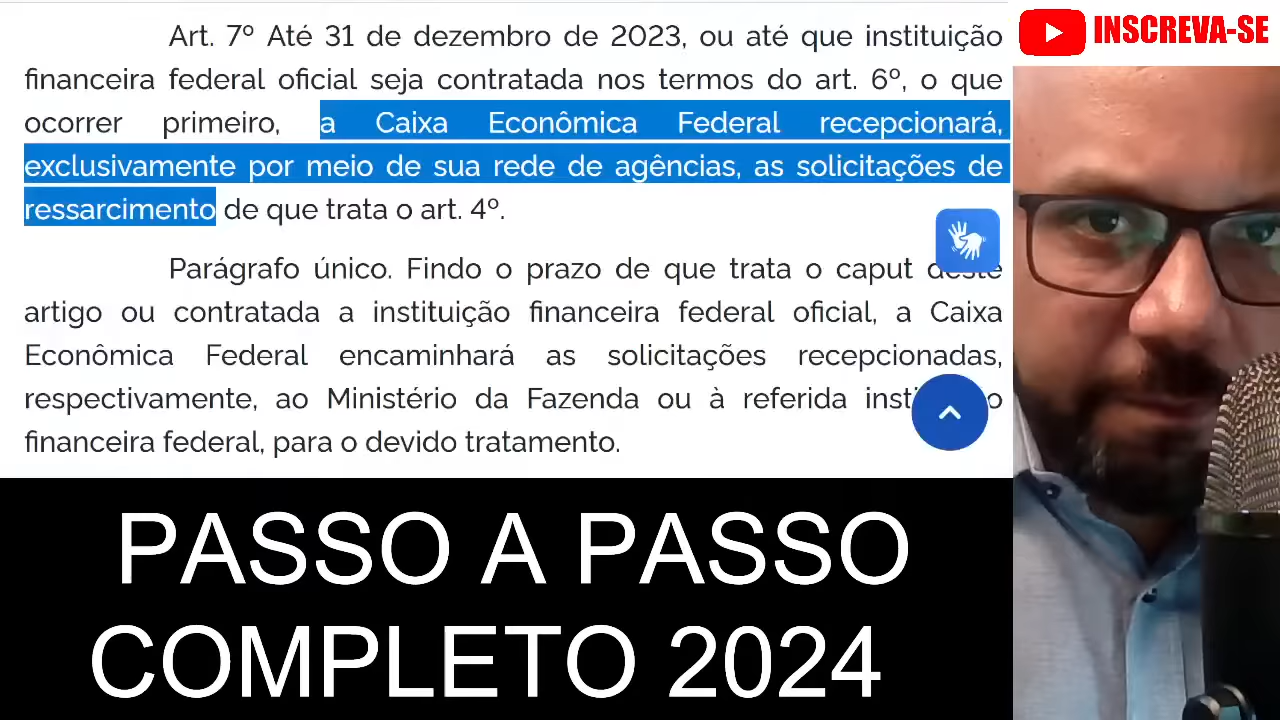 Art. 7º Até 31 de dezembro de 2023, ou até que instituição
financeira federal oficial seja contratada nos termos do art. 6º, o que
ocorrer primeiro, a Caixa Econômica Federal recepcionará,
exclusivamente por meio de sua rede de agências, as solicitações de
ressarcimento de que trata o art. 4º.
Parágrafo único. Findo o prazo de que trata o caput deste
artigo ou contratada a instituição financeira federal oficial, a Caixa
Econômica Federal encaminhará as solicitações recepcionadas,
respectivamente, ao Ministério da Fazenda ou à referida
financeira federal, para o devido tratamento.
INSCREVA-SE
PASSO A PASSO
COMPLETO 2024